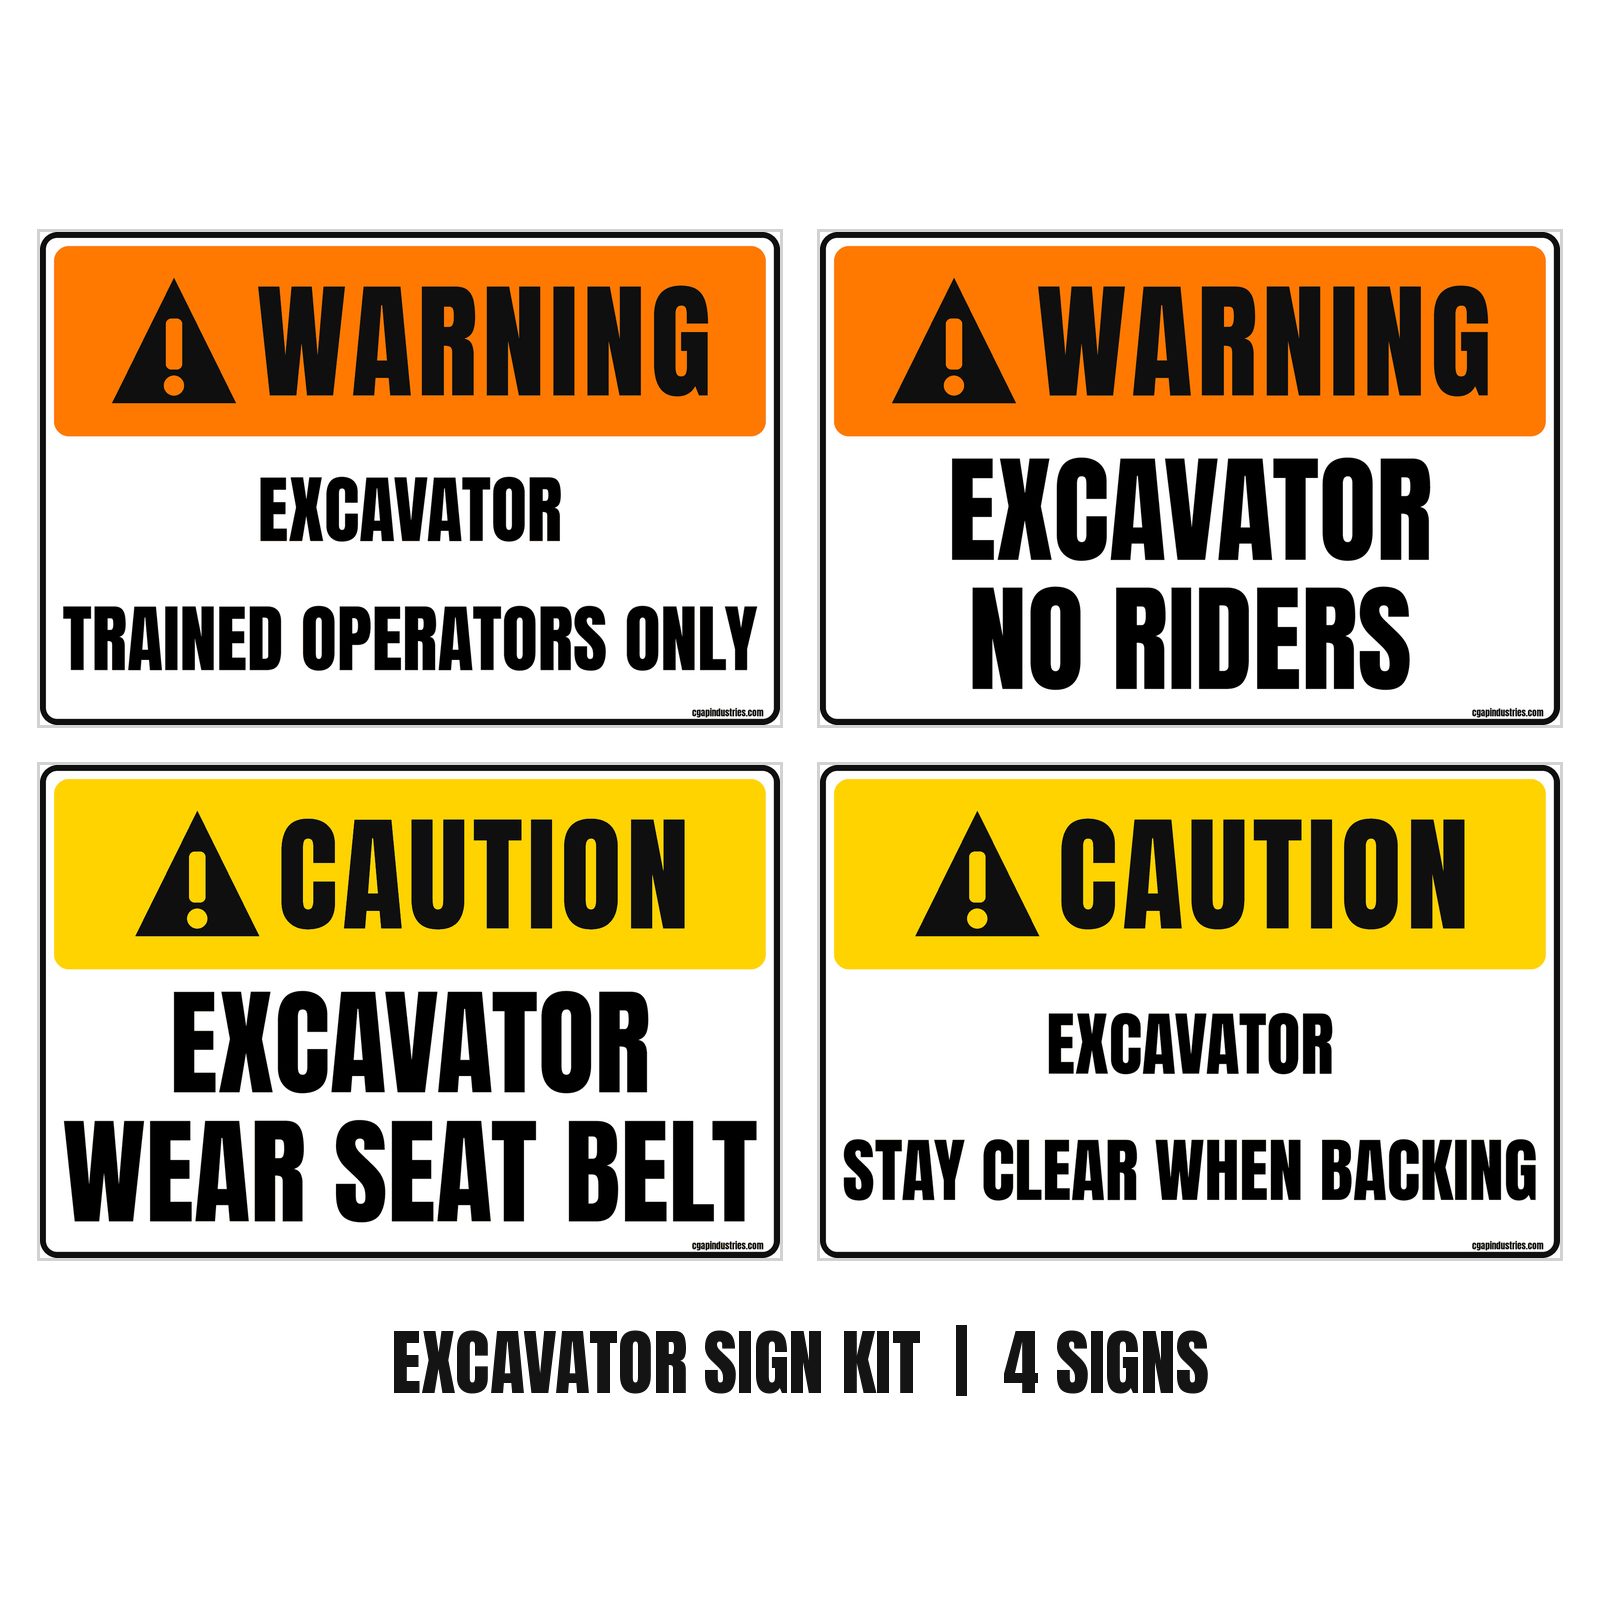 WARNING
EXCAVATOR
TRAINED OPERATORS ONLY
cgapindustries.com
WARNING
EXCAVATOR
NO RIDERS
cgapindustries.com
CAUTION
EXCAVATOR
WEAR SEAT BELT
cgapindustries.com
CAUTION
EXCAVATOR
STAY CLEAR WHEN BACKING
cgapindustries.com
EXCAVATOR SIGN KIT | 4 SIGNS